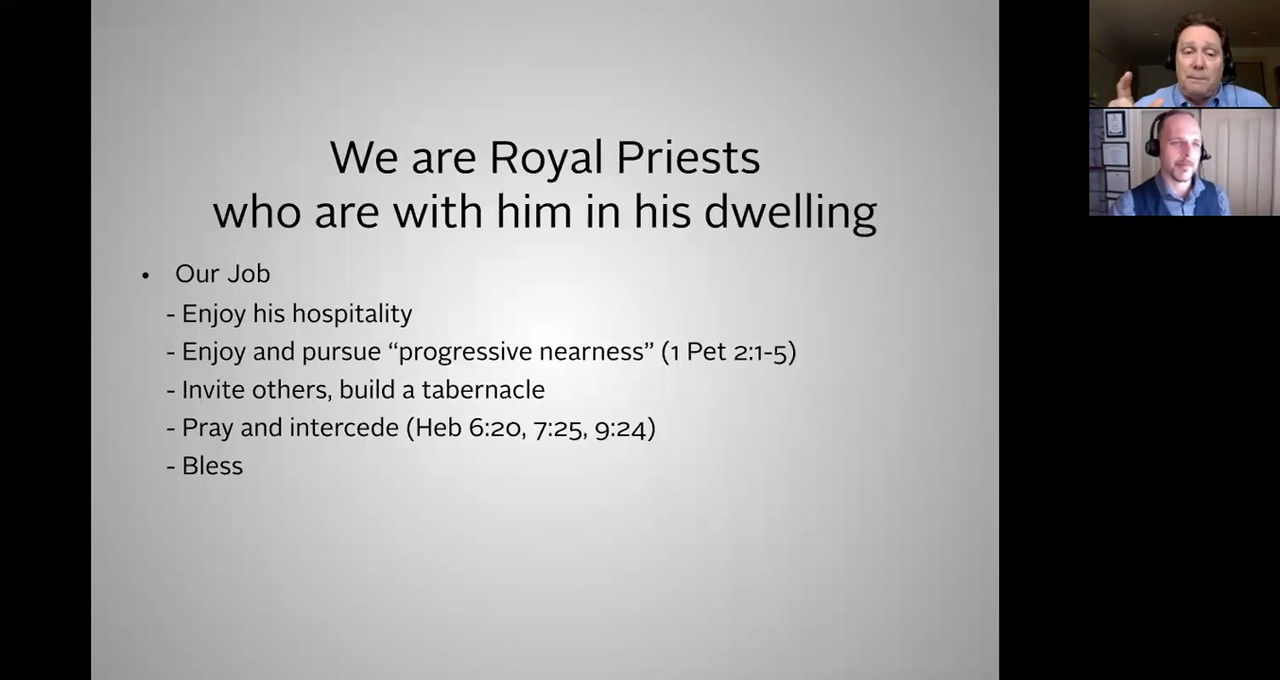 We are Royal Priests
who are with him in his dwelling
• Our Job
- Enjoy his hospitality
- Enjoy and pursue “progressive nearness” (1 Pet 2:1-5)
- Invite others, build a tabernacle
- Pray and intercede (Heb 6:20, 7:25, 9:24)
- Bless